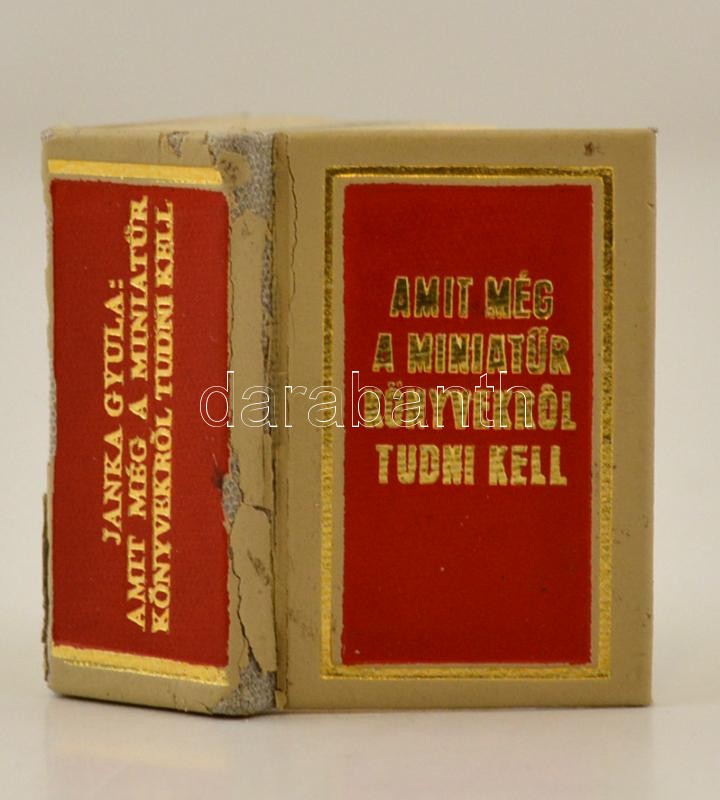 JANKA GYULA:
AMIT MÉG A MINIATŰR
KÖNYVEKRŐL TUDNI KELL
AMIT MÉG
A MINIATŰR
KÖNYVEKRŐL
TUDNI KELL
darabanth